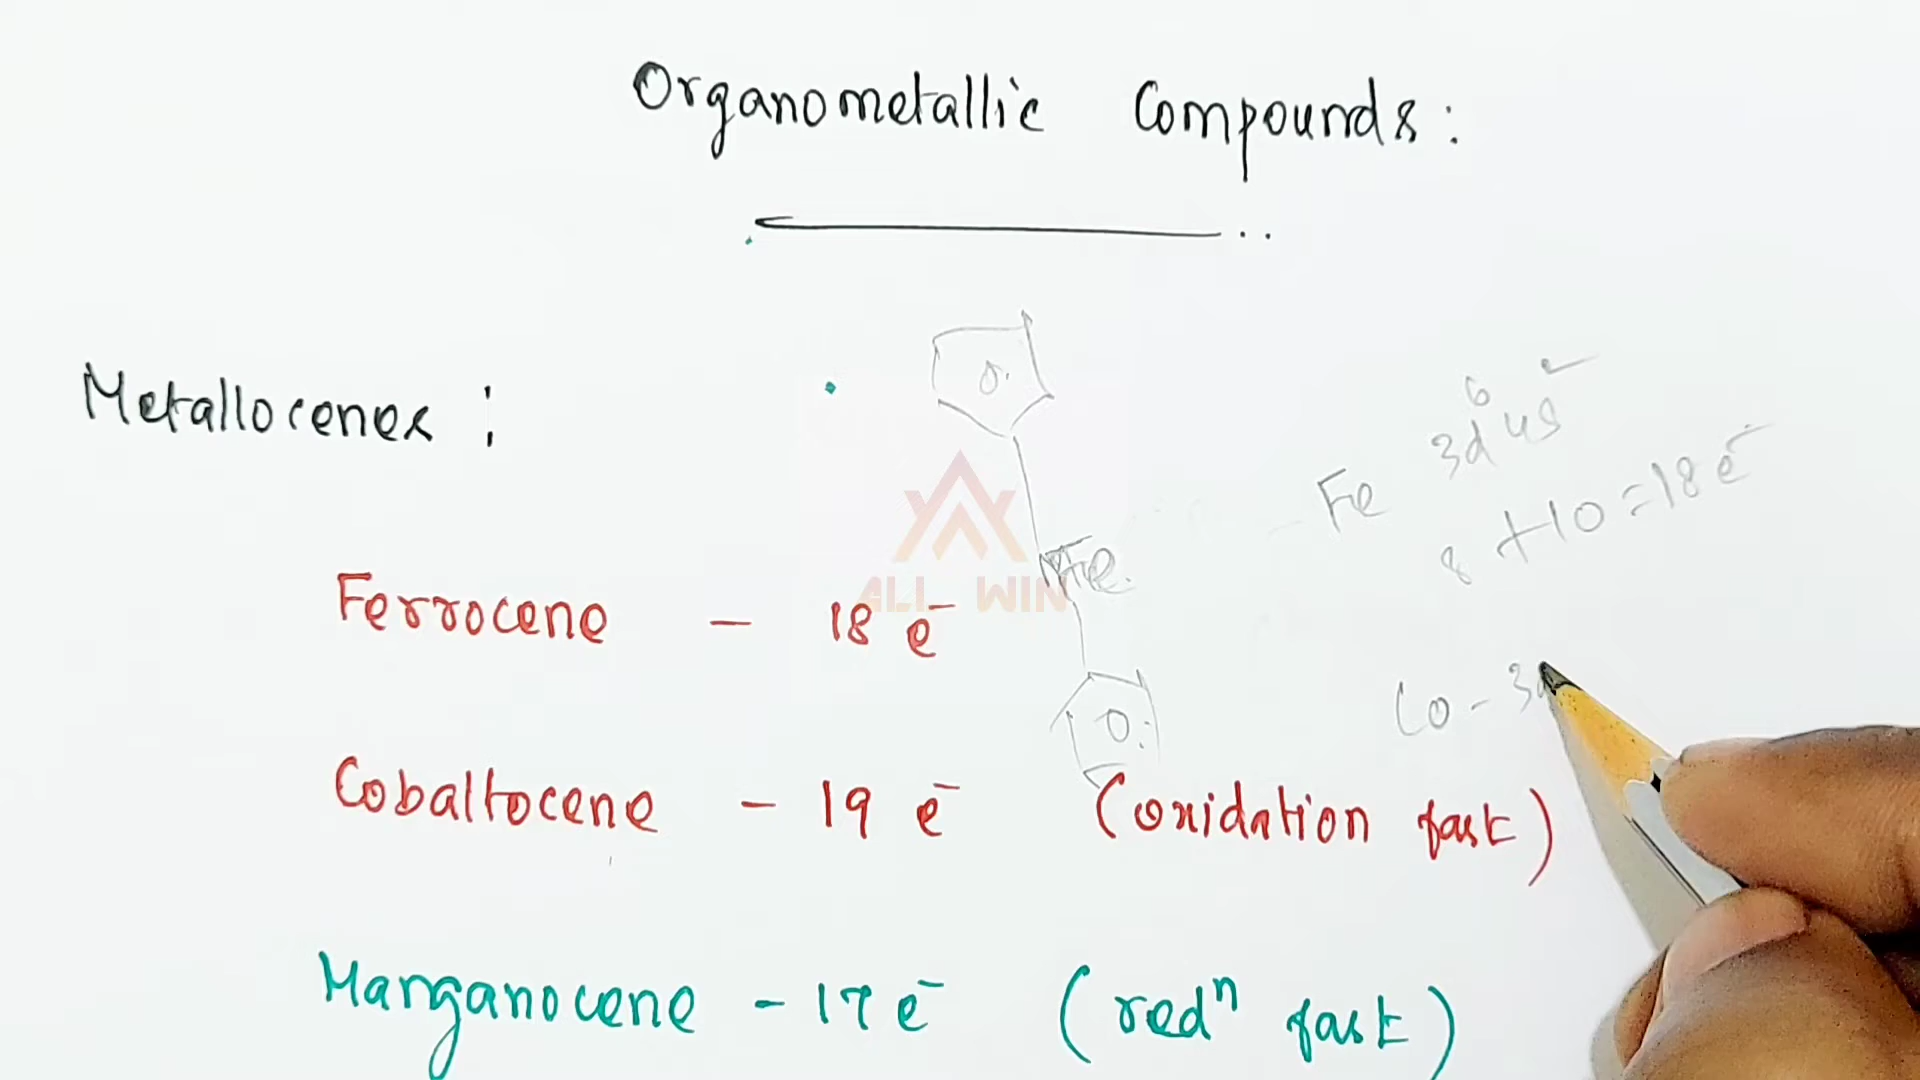 Organometallic Compounds:
Metallocenes :
Fe 3d⁶ 4s²
8 + 10 = 18 e⁻
Fe
ALL WIN
Ferrocene - 18 e⁻
Co - 3d
Cobaltocene - 19 e⁻ (oxidation fast)
Manganocene - 17 e⁻ (redⁿ fast)